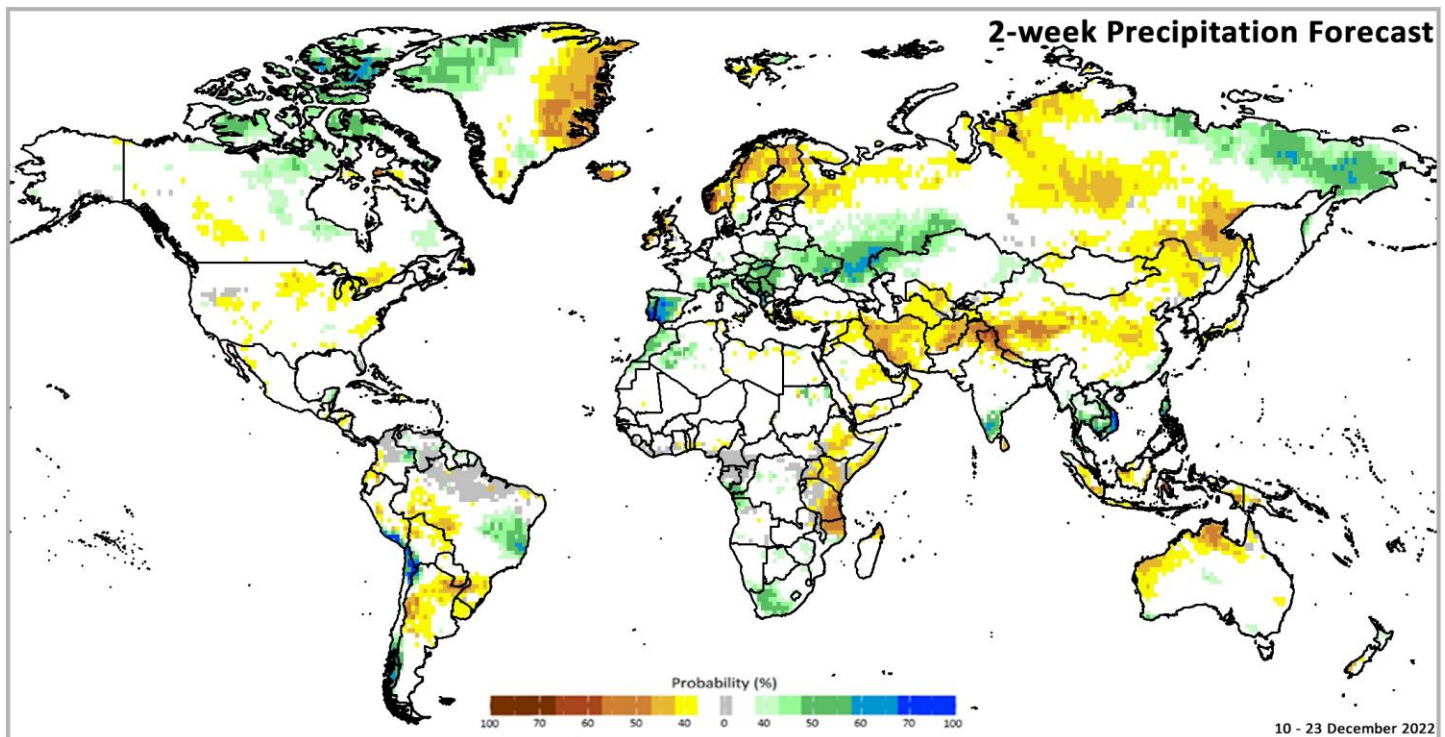 2-week Precipitation Forecast
Probability (%)
100 70 60 50 40 0 40 50 60 70 100
10 - 23 December 2022